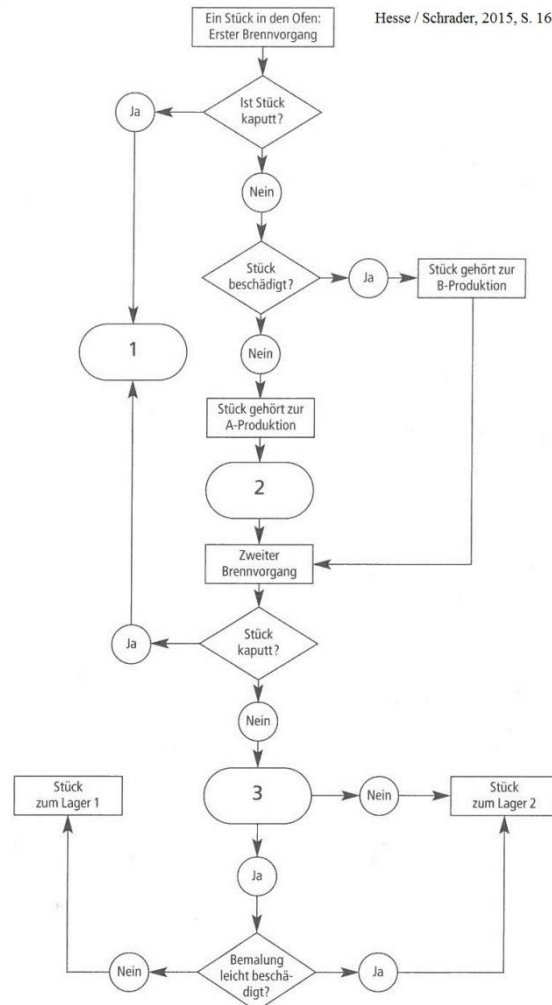 Ein Stück in den Ofen:
Erster Brennvorgang
Hesse / Schrader, 2015, S. 16
Ist Stück
kaputt?
Ja
Nein
Stück
beschädigt?
Ja
Stück gehört zur
B-Produktion
1
Nein
Stück gehört zur
A-Produktion
2
Zweiter
Brennvorgang
Stück
kaputt?
Ja
Nein
Stück
zum Lager 1
3
Nein
Stück
zum Lager 2
Ja
Nein
Bemalung
leicht beschä-
digt?
Ja